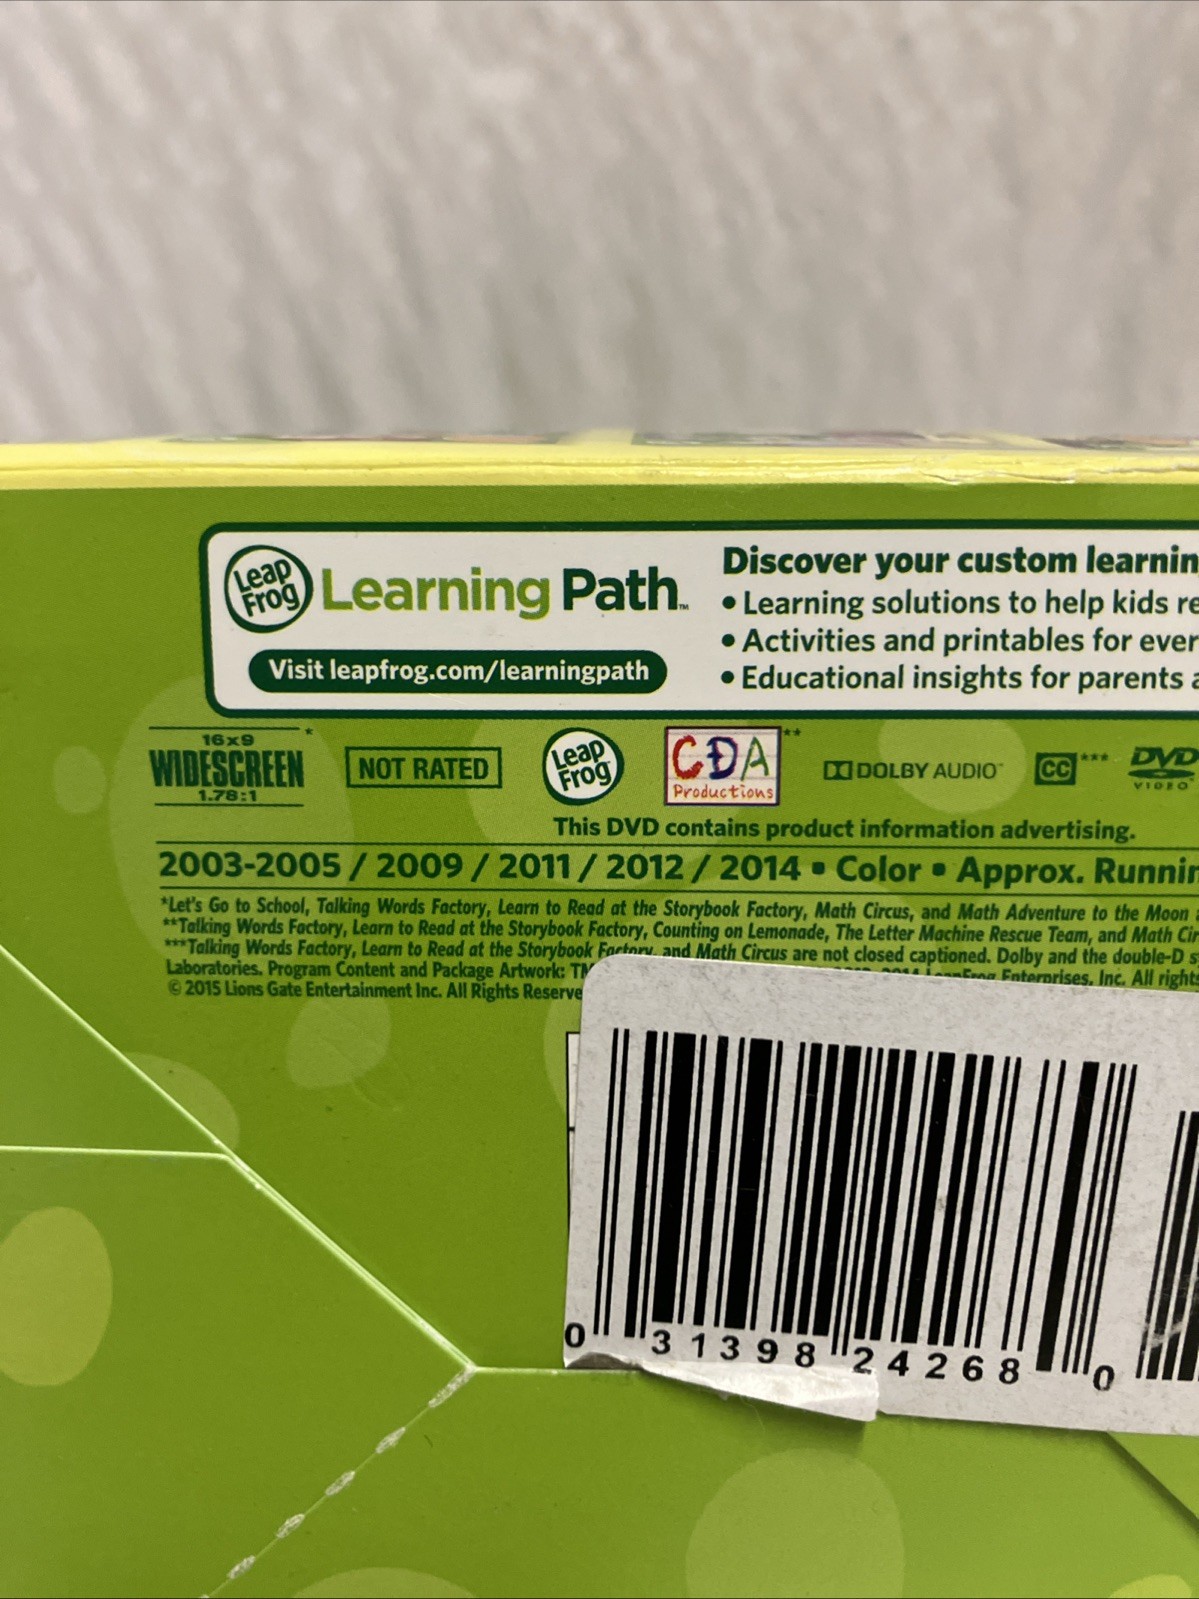 Leap Frog Learning Path™
Visit leapfrog.com/learningpath
Discover your custom learnin
• Learning solutions to help kids re
• Activities and printables for ever
• Educational insights for parents a
16x9
WIDESCREEN*
1.78:1
NOT RATED
Leap Frog
CDA**
Productions
DOLBY AUDIO™
CC***
DVD
VIDEO
This DVD contains product information advertising.
2003-2005 / 2009 / 2011 / 2012 / 2014 • Color • Approx. Runnin
*Let's Go to School, Talking Words Factory, Learn to Read at the Storybook Factory, Math Circus, and Math Adventure to the Moon
**Talking Words Factory, Learn to Read at the Storybook Factory, Counting on Lemonade, The Letter Machine Rescue Team, and Math Cir
***Talking Words Factory, Learn to Read at the Storybook Factory and Math Circus are not closed captioned. Dolby and the double-D s
Laboratories. Program Content and Package Artwork: TM LeapFrog Enterprises, Inc. All rights
© 2015 Lions Gate Entertainment Inc. All Rights Reserve
0 31398 24268 0